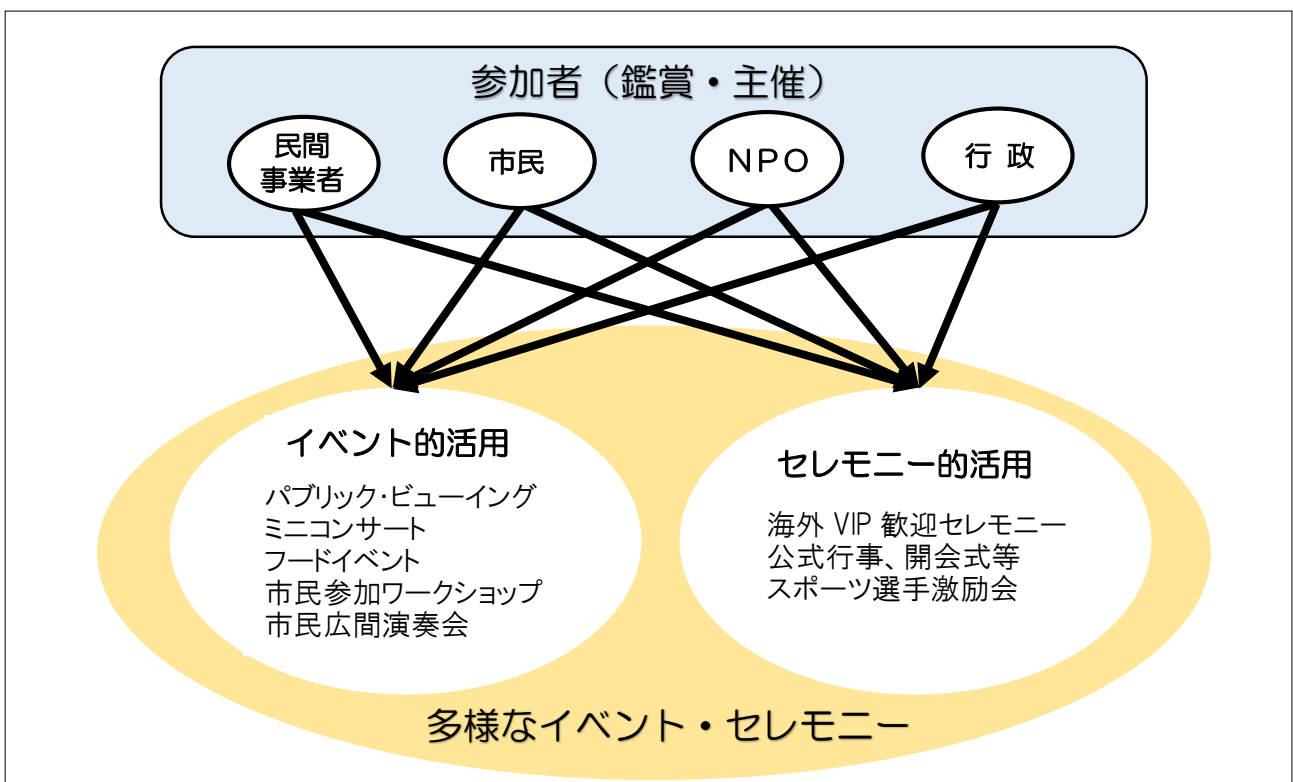 参加者（鑑賞・主催）
民間
事業者
市民
ＮＰＯ
行 政
イベント的活用
パブリック・ビューイング
ミニコンサート
フードイベント
市民参加ワークショップ
市民広間演奏会
セレモニー的活用
海外 VIP 歓迎セレモニー
公式行事、開会式等
スポーツ選手激励会
多様なイベント・セレモニー